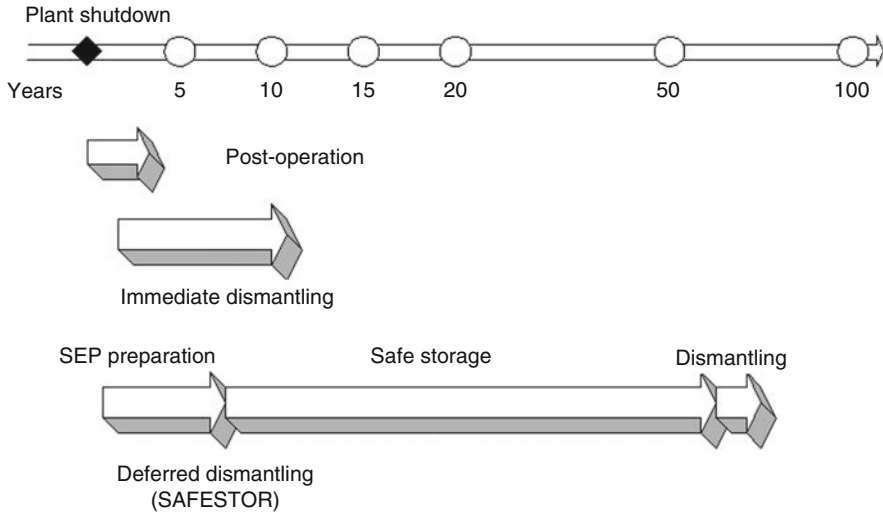 Plant shutdown
Years 5 10 15 20 50 100
Post-operation
Immediate dismantling
SEP preparation Safe storage Dismantling
Deferred dismantling
(SAFESTOR)